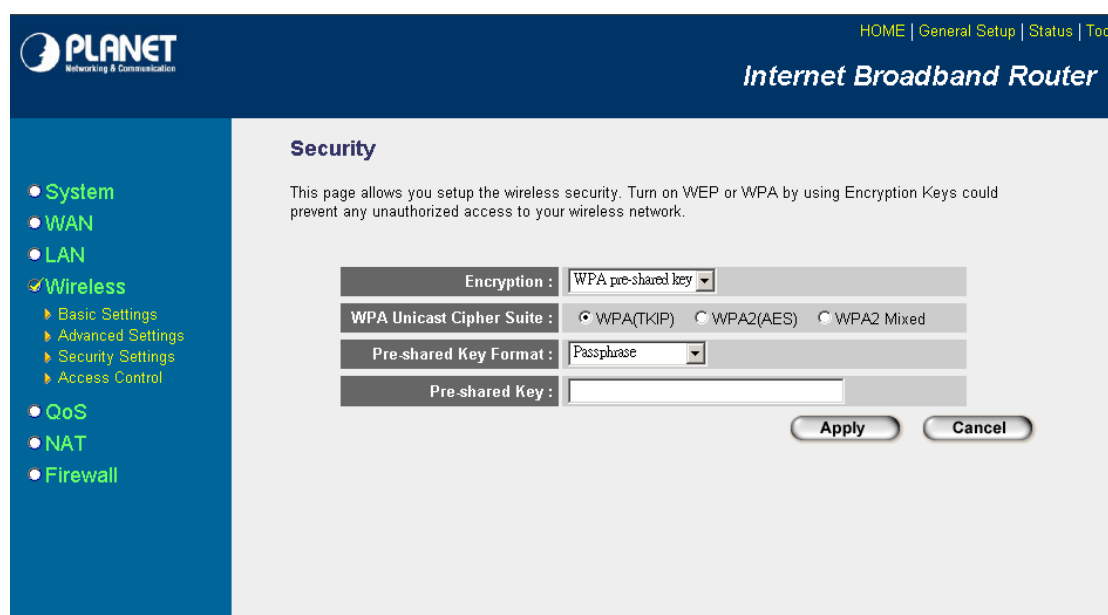 PLANET
Networking & Communication
HOME | General Setup | Status |
Internet Broadband Router
System
WAN
LAN
Wireless
Basic Settings
Advanced Settings
Security Settings
Access Control
QoS
NAT
Firewall
Security
This page allows you setup the wireless security. Turn on WEP or WPA by using Encryption Keys could
prevent any unauthorized access to your wireless network.
Encryption : WPA pre-shared key
WPA Unicast Cipher Suite : WPA(TKIP) WPA2(AES) WPA2 Mixed
Pre-shared Key Format : Passphrase
Pre-shared Key :
Apply Cancel